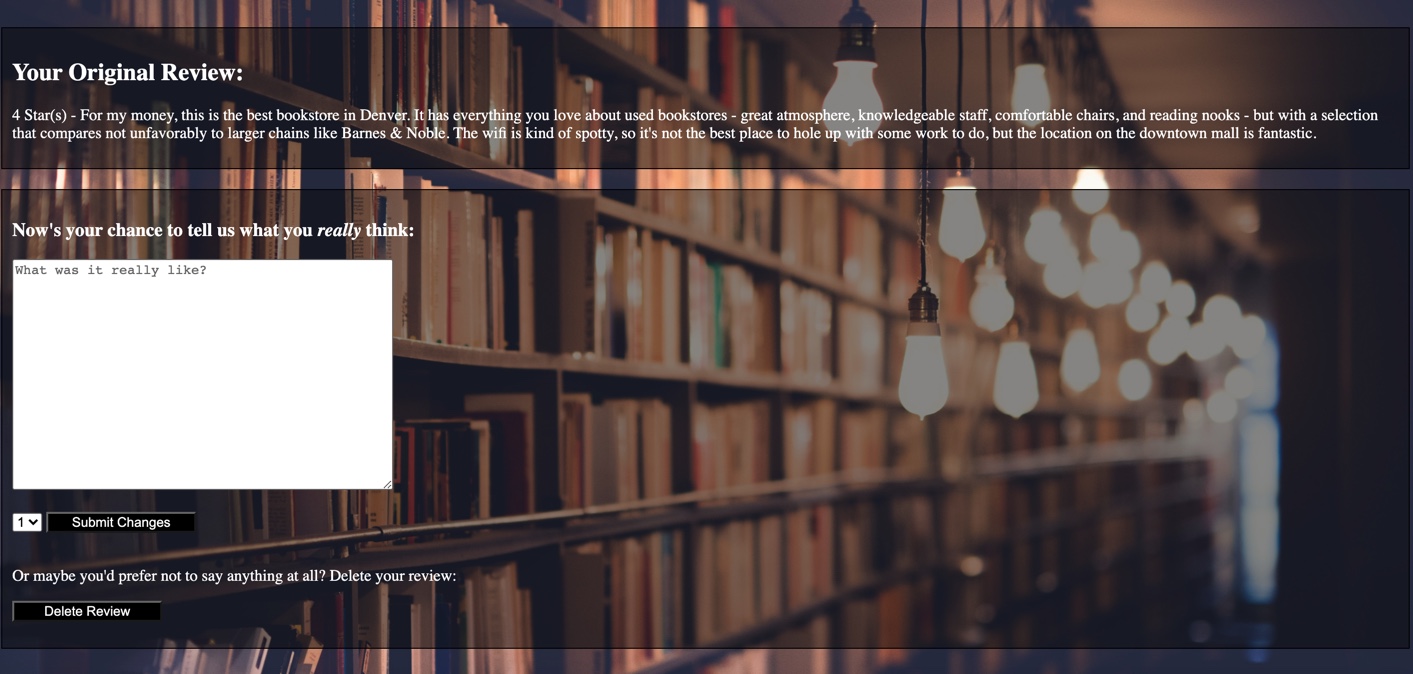 Your Original Review:
4 Star(s) - For my money, this is the best bookstore in Denver. It has everything you love about used bookstores - great atmosphere, knowledgeable staff, comfortable chairs, and reading nooks - but with a selection
that compares not unfavorably to larger chains like Barnes & Noble. The wifi is kind of spotty, so it's not the best place to hole up with some work to do, but the location on the downtown mall is fantastic.
Now's your chance to tell us what you really think:
What was it really like?
1 Submit Changes
Or maybe you'd prefer not to say anything at all? Delete your review:
Delete Review